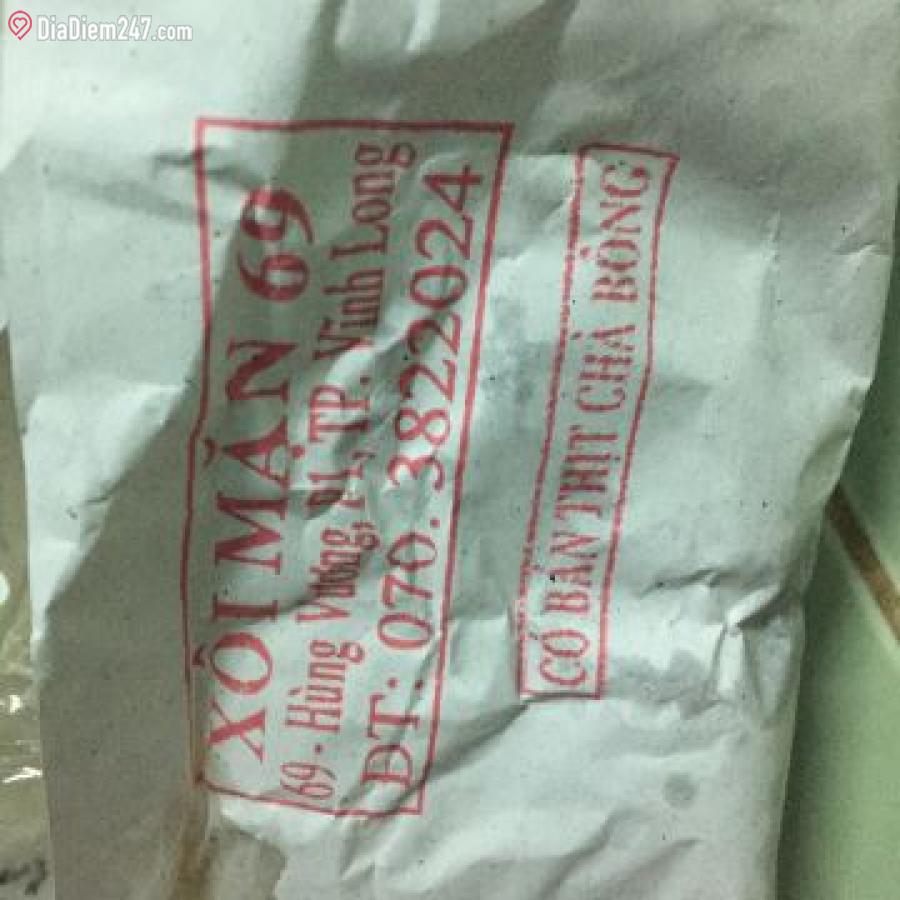 DiaDiem247.com
XÔI MẶN 69
69 - Hùng Vương, P1, TP. Vĩnh Long
ĐT: 070. 3822024
CÓ BÁN THỊT CHÀ BÔNG